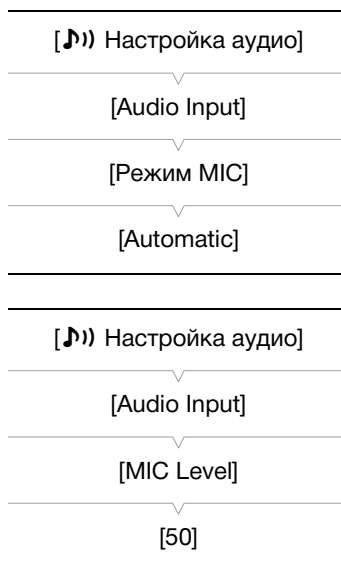 [♪)) Настройка аудио]
[Audio Input]
[Режим MIC]
[Automatic]
[♪)) Настройка аудио]
[Audio Input]
[MIC Level]
[50]